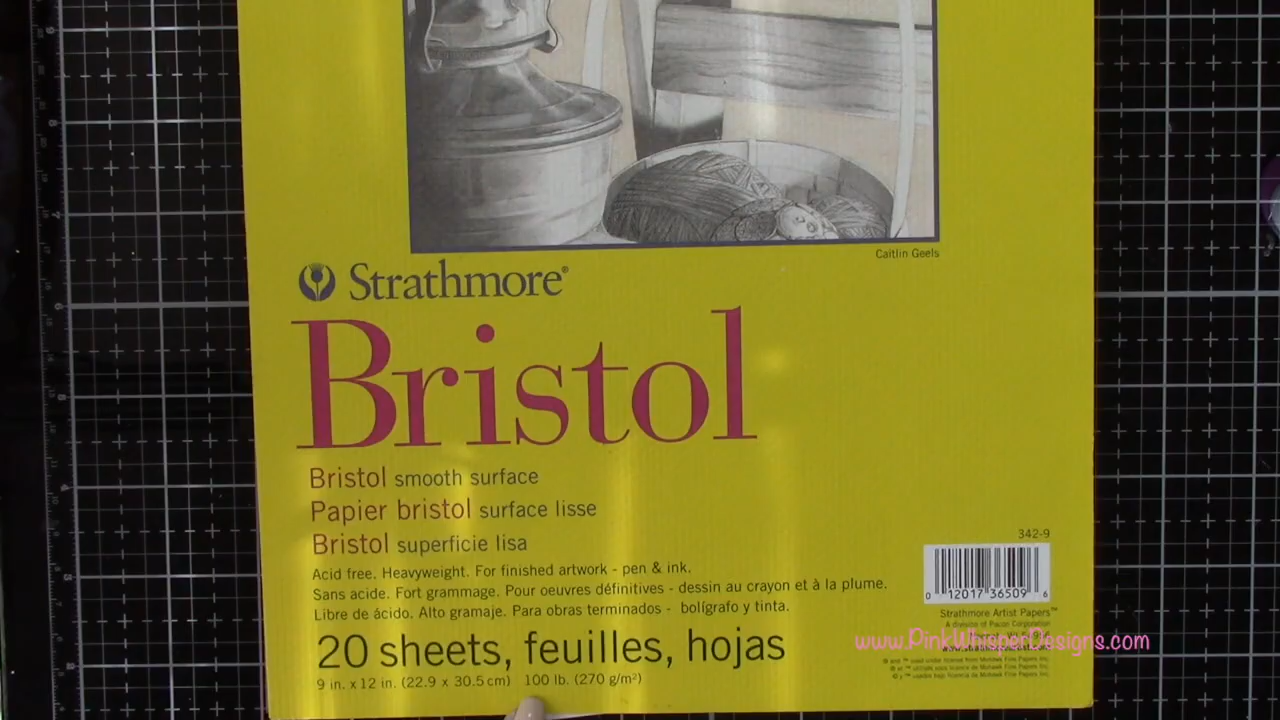 Caitlin Geels
Strathmore®
Bristol
Bristol smooth surface
Papier bristol surface lisse
Bristol superficie lisa
342-9
Acid free. Heavyweight. For finished artwork - pen & ink.
Sans acide. Fort grammage. Pour oeuvres définitives - dessin au crayon et à la plume.
Libre de ácido. Alto gramaje. Para obras terminados - bolígrafo y tinta.
0 12017 36509 6
Strathmore Artist Papers™
A division of Pacon Corporation
www.PinkWhisperDesigns.com
20 sheets, feuilles, hojas
9 in. x 12 in. (22.9 x 30.5 cm) 100 lb. (270 g/m²)